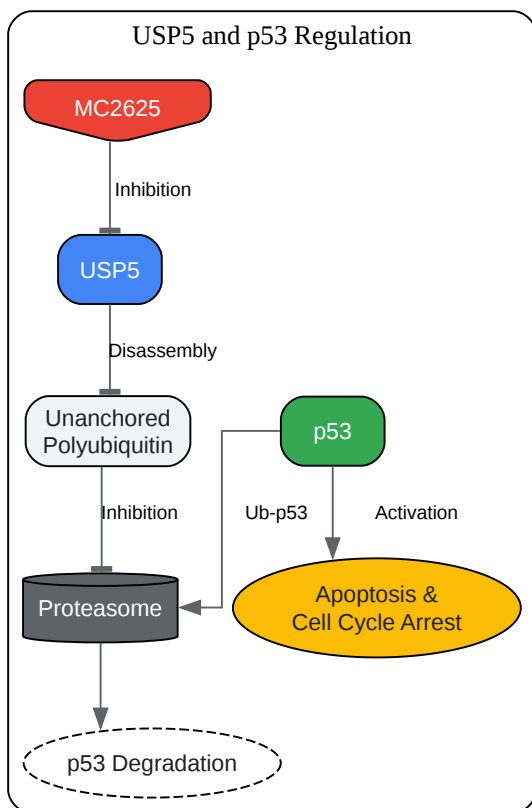 USP5 and p53 Regulation
MC2625
Inhibition
USP5
Disassembly
Unanchored
Polyubiquitin
p53
Inhibition
Ub-p53
Activation
Proteasome
Apoptosis &
Cell Cycle Arrest
p53 Degradation